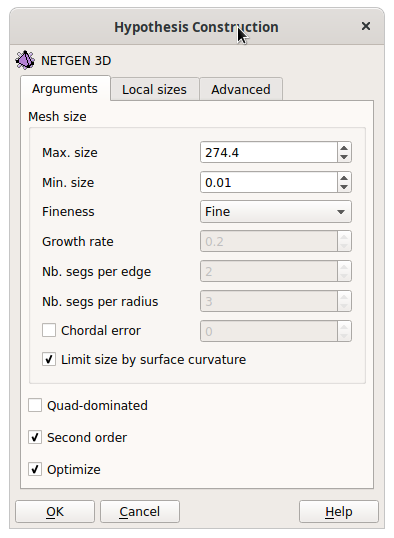 Hypothesis Construction
NETGEN 3D
Arguments Local sizes Advanced
Mesh size
Max. size 274.4
Min. size 0.01
Fineness Fine
Growth rate 0.2
Nb. segs per edge 2
Nb. segs per radius 3
Chordal error 0
Limit size by surface curvature
Quad-dominated
Second order
Optimize
OK Cancel Help